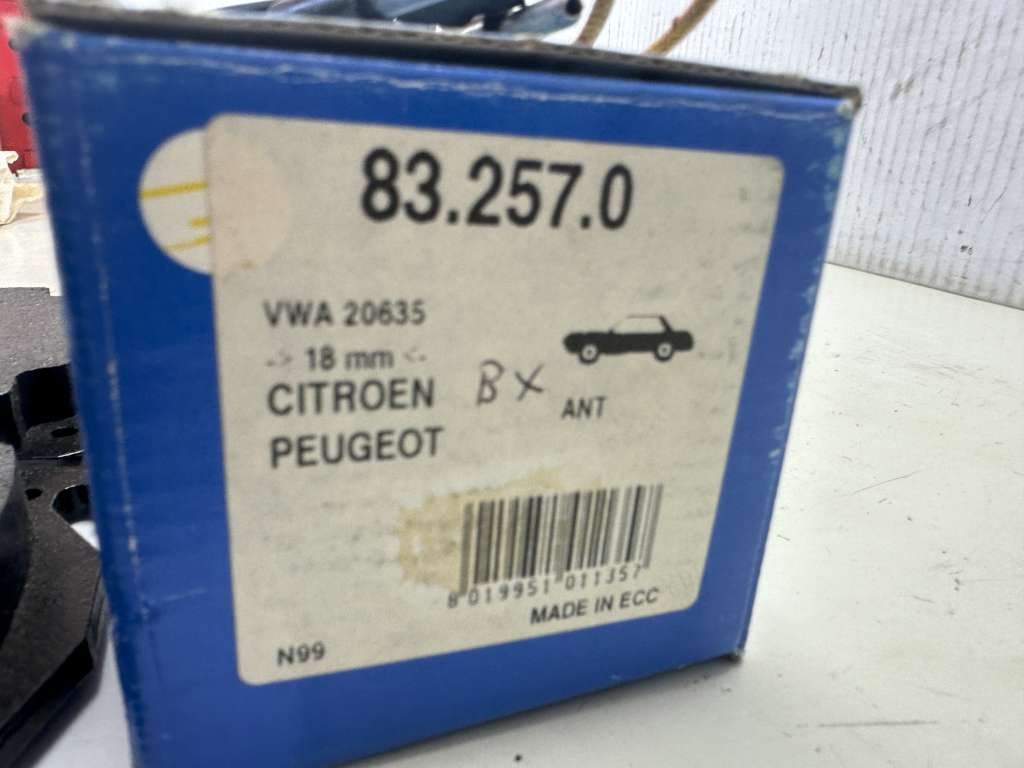 83.257.0
VWA 20635
-> 18 mm <-
CITROEN BX
ANT
PEUGEOT
8 019951 011357
MADE IN ECC
N99